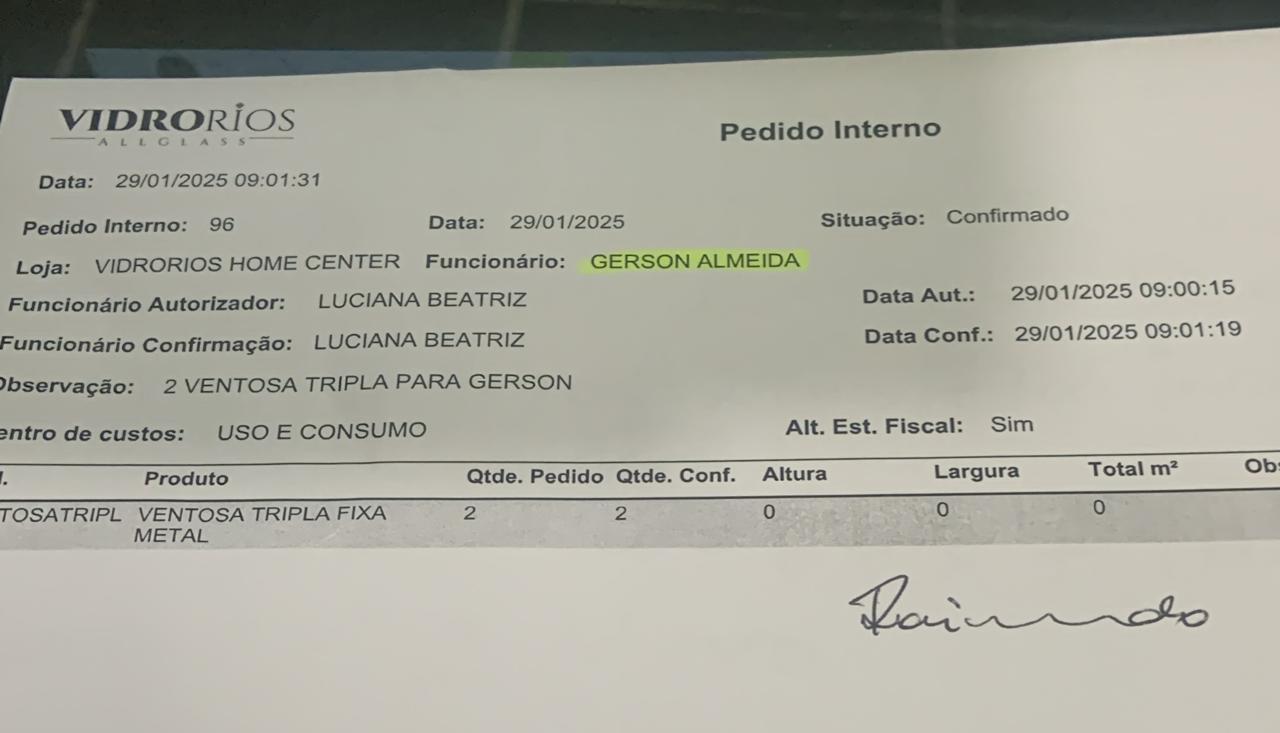 VIDRORÍOS
ALLGLASS
Pedido Interno
Data: 29/01/2025 09:01:31
Pedido Interno: 96 Data: 29/01/2025 Situação: Confirmado
Loja: VIDRORIOS HOME CENTER Funcionário: GERSON ALMEIDA
Funcionário Autorizador: LUCIANA BEATRIZ Data Aut.: 29/01/2025 09:00:15
Funcionário Confirmação: LUCIANA BEATRIZ Data Conf.: 29/01/2025 09:01:19
Observação: 2 VENTOSA TRIPLA PARA GERSON
entro de custos: USO E CONSUMO Alt. Est. Fiscal: Sim
Produto Qtde. Pedido Qtde. Conf. Altura Largura Total m² Obs
TOSATRIPL VENTOSA TRIPLA FIXA 2 2 0 0 0
METAL
Raimundo